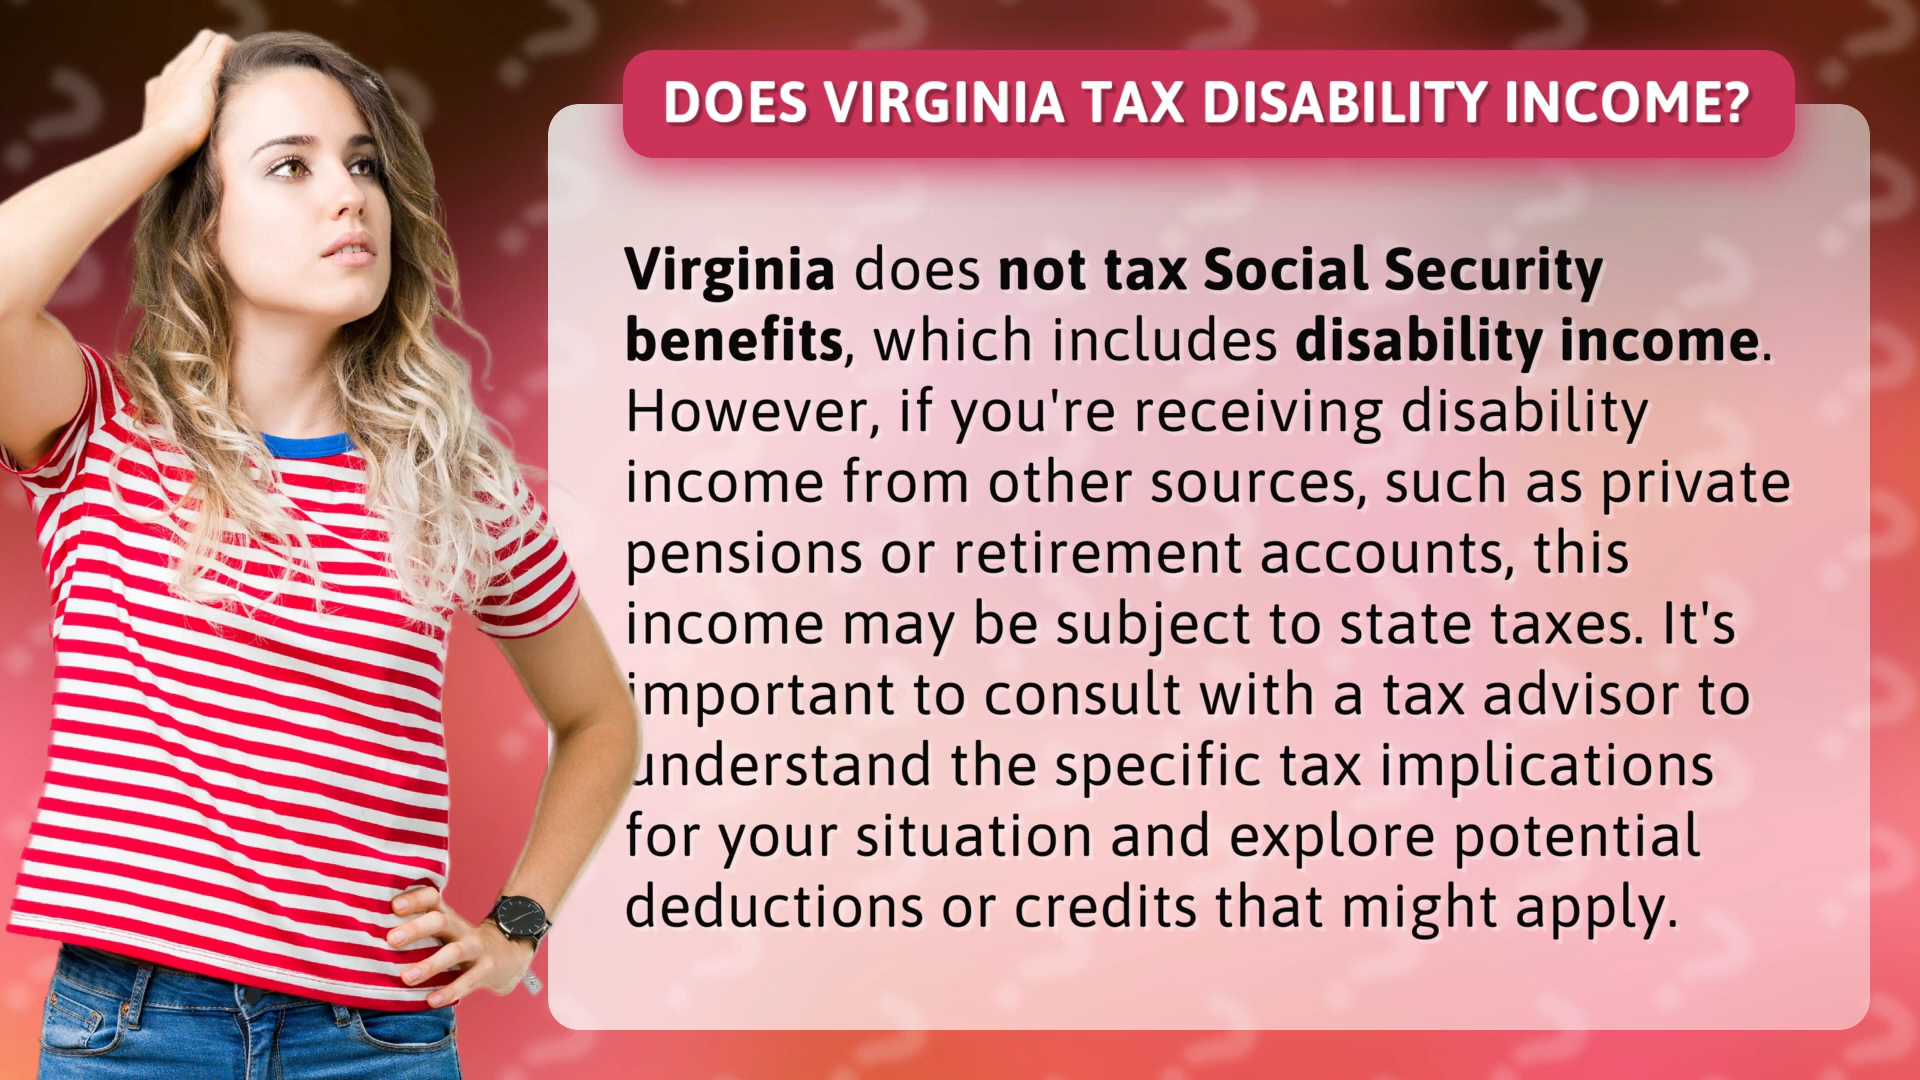 DOES VIRGINIA TAX DISABILITY INCOME?
Virginia does not tax Social Security
benefits, which includes disability income.
However, if you're receiving disability
income from other sources, such as private
pensions or retirement accounts, this
income may be subject to state taxes. It's
important to consult with a tax advisor to
understand the specific tax implications
for your situation and explore potential
deductions or credits that might apply.